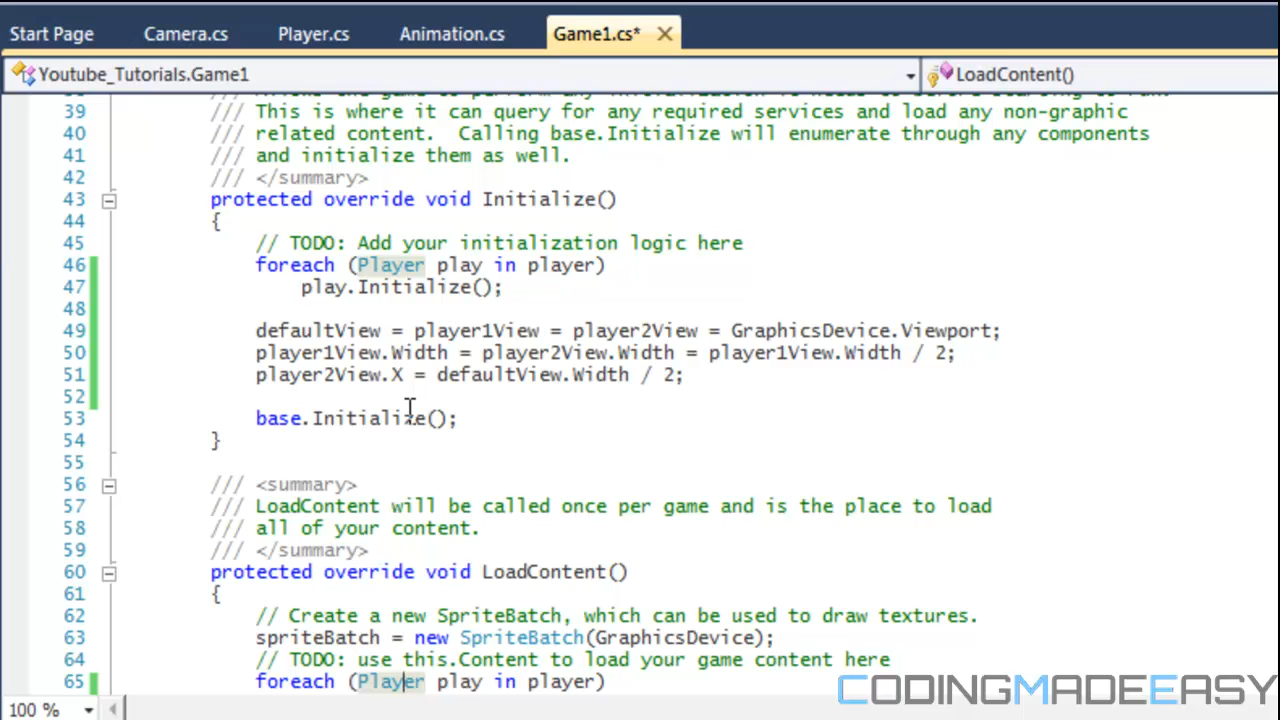 Start Page Camera.cs Player.cs Animation.cs Game1.cs* X
Youtube_Tutorials.Game1 LoadContent()
39 /// This is where it can query for any required services and load any non-graphic
40 /// related content.  Calling base.Initialize will enumerate through any components
41 /// and initialize them as well.
42 /// </summary>
43 protected override void Initialize()
44 {
45 // TODO: Add your initialization logic here
46 foreach (Player play in player)
47 play.Initialize();
48
49 defaultView = player1View = player2View = GraphicsDevice.Viewport;
50 player1View.Width = player2View.Width = player1View.Width / 2;
51 player2View.X = defaultView.Width / 2;
52
53 base.Initialize();
54 }
55
56 /// <summary>
57 /// LoadContent will be called once per game and is the place to load
58 /// all of your content.
59 /// </summary>
60 protected override void LoadContent()
61 {
62 // Create a new SpriteBatch, which can be used to draw textures.
63 spriteBatch = new SpriteBatch(GraphicsDevice);
64 // TODO: use this.Content to load your game content here
65 foreach (Player play in player)
CODINGMADEEASY
100 %